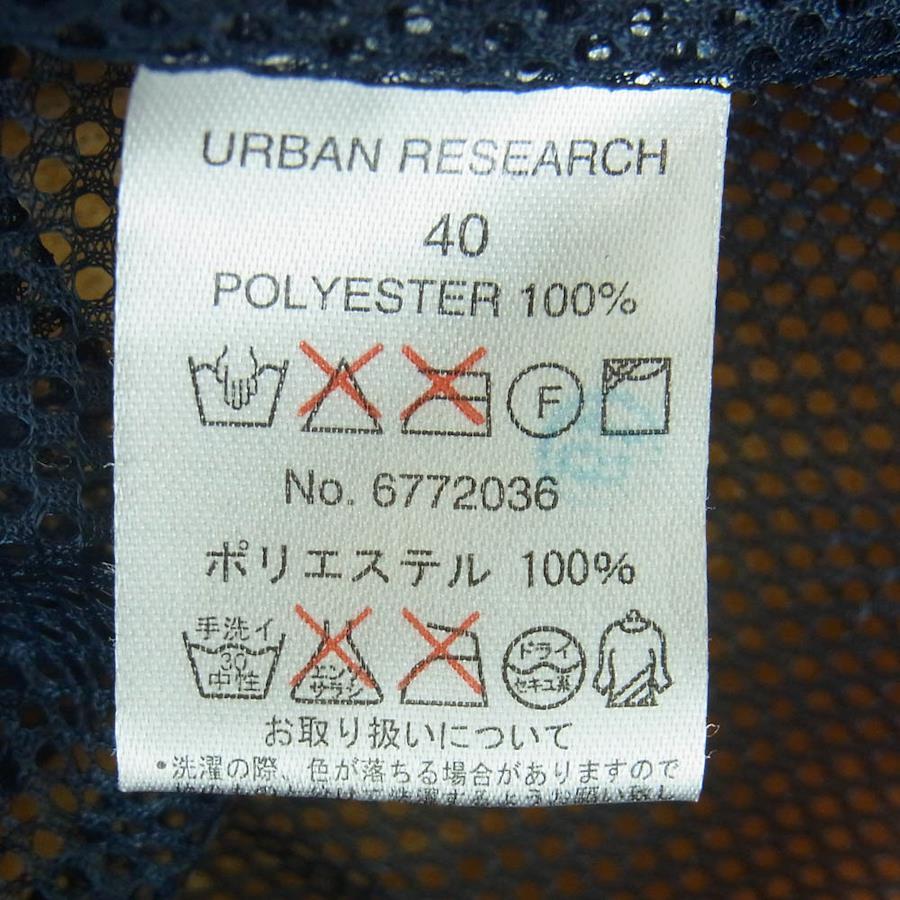 URBAN RESEARCH
40
POLYESTER 100%
F
No. 6772036
ポリエステル 100%
手洗イ
30
中性
エンソ
サラシ
ドライ
セキユ系
お取り扱いについて
•洗濯の際、色が落ちる場合がありますので